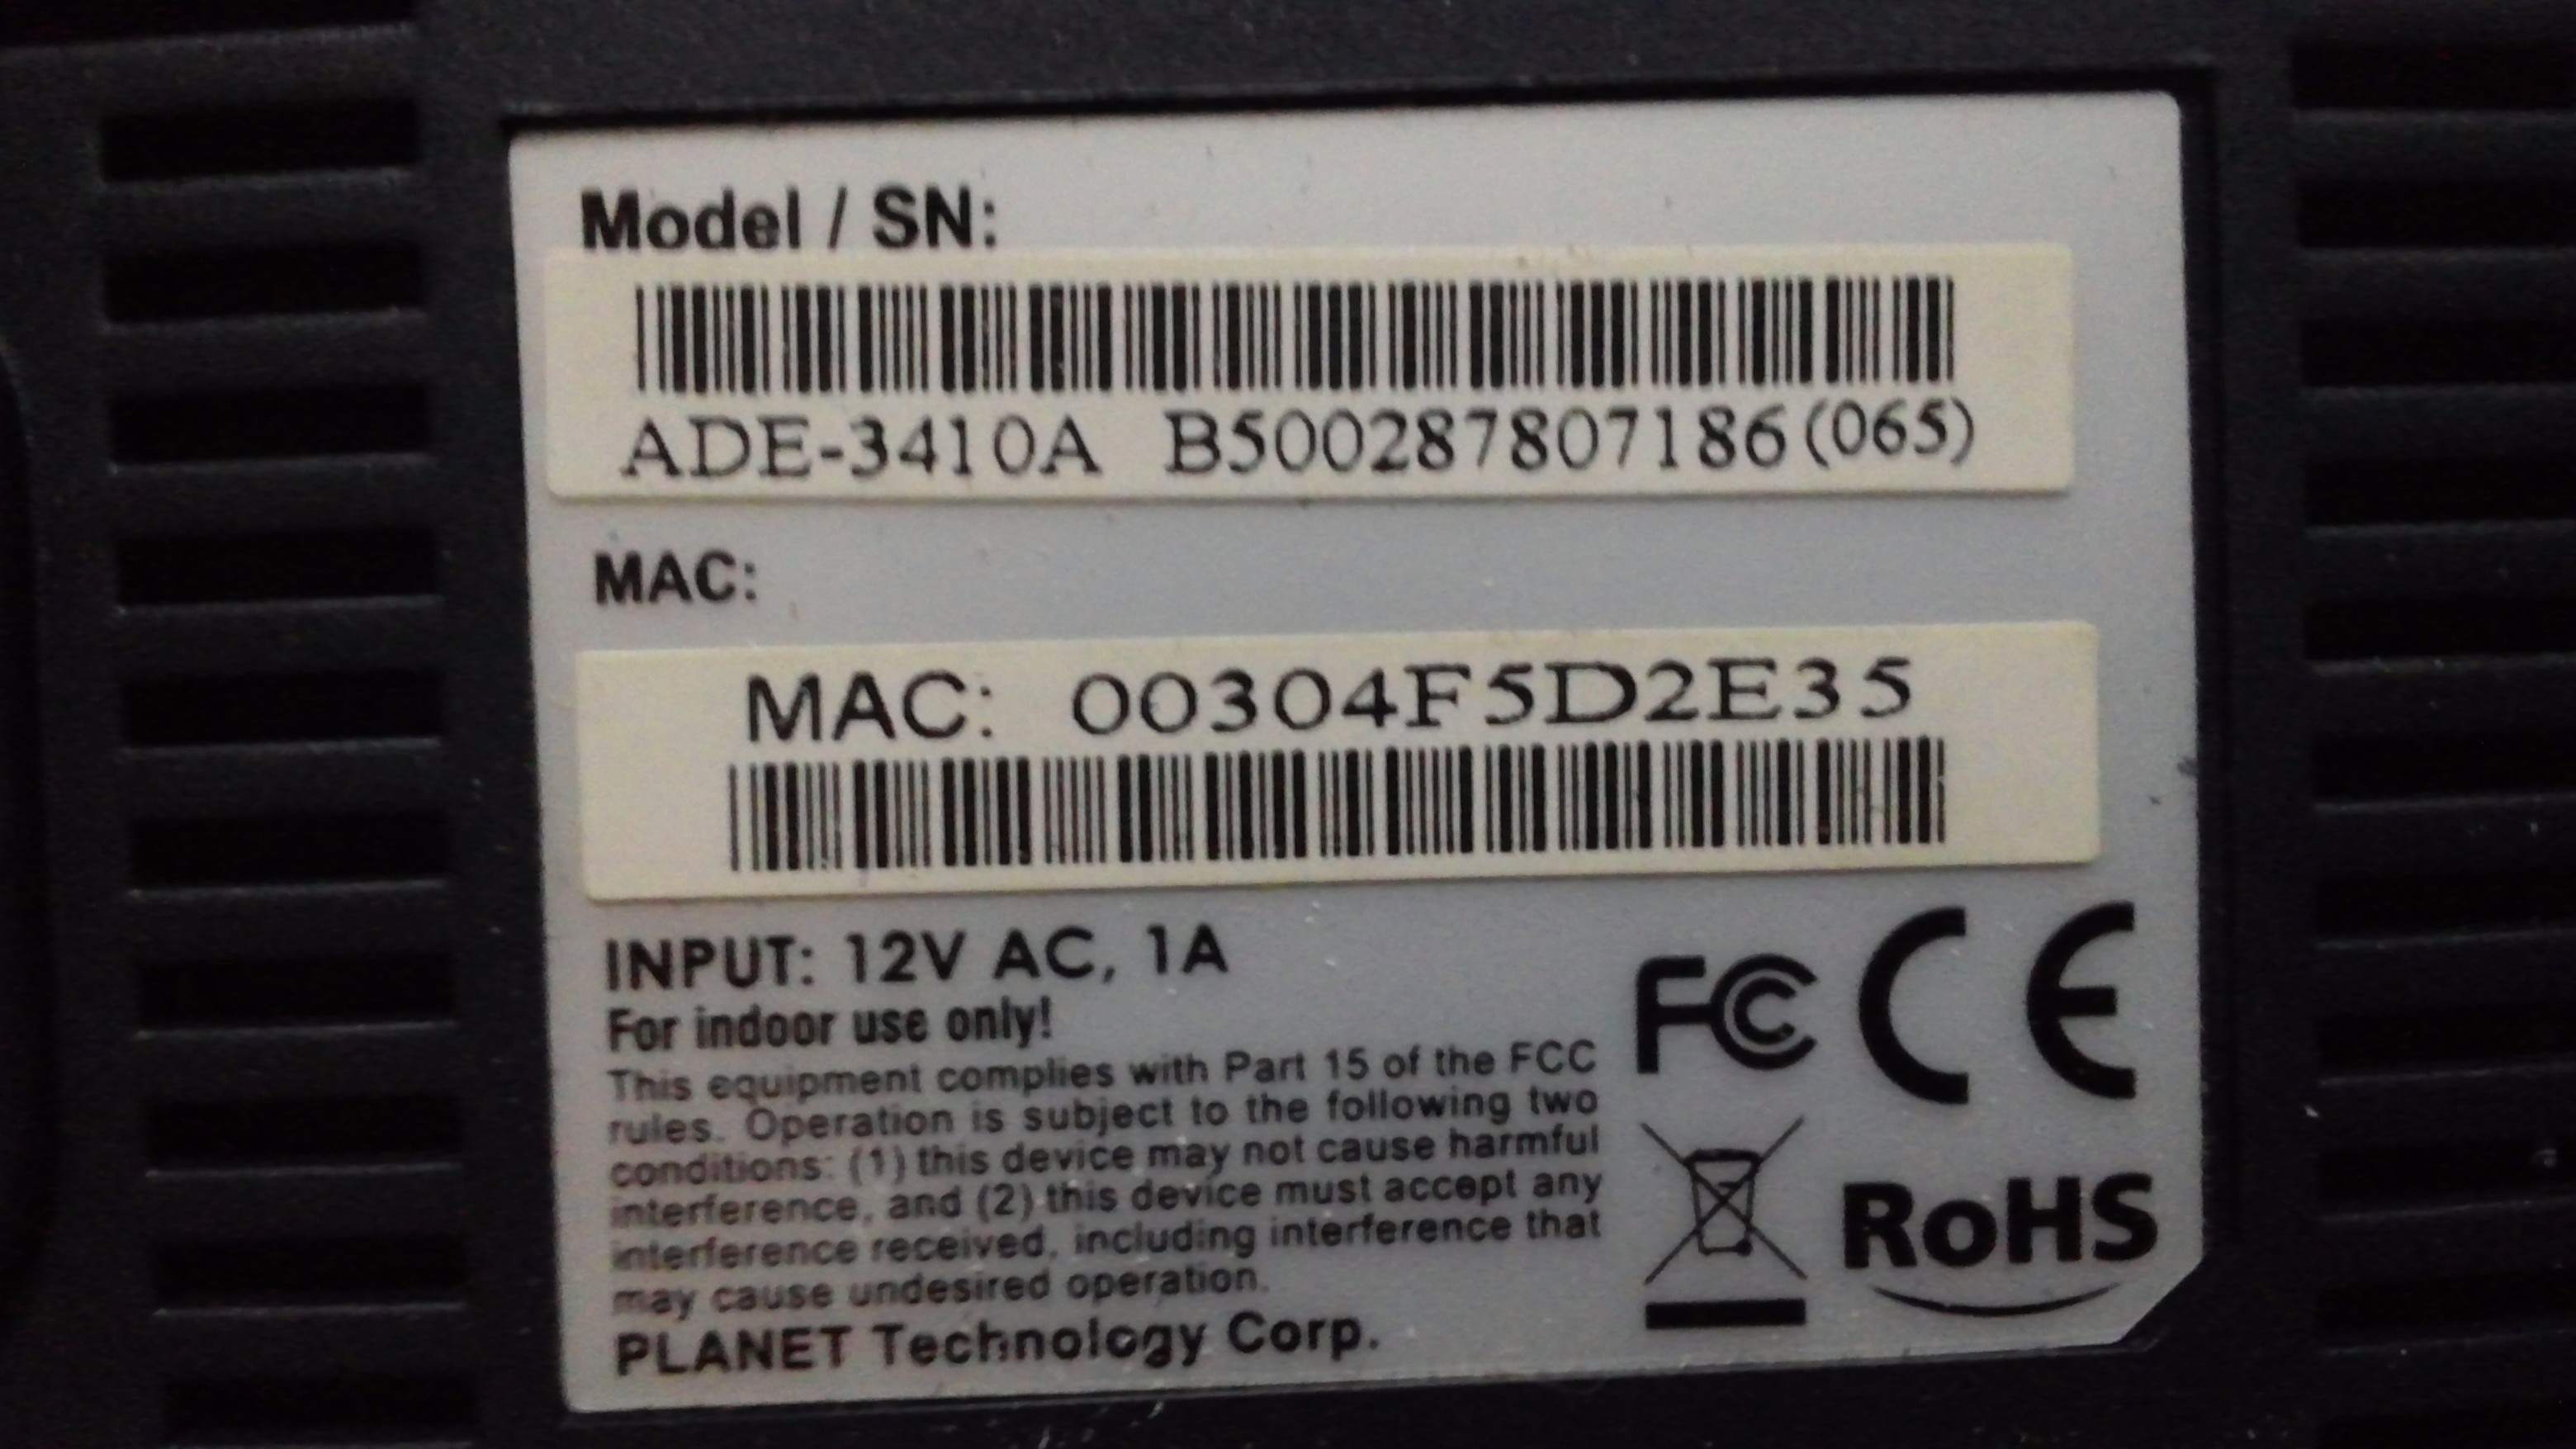 Model / SN:
ADE-3410A B500287807186(065)
MAC:
MAC: 00304F5D2E35
INPUT: 12V AC, 1A
For indoor use only!
This equipment complies with Part 15 of the FCC
rules. Operation is subject to the following two
conditions: (1) this device may not cause harmful
interference, and (2) this device must accept any
interference received, including interference that
may cause undesired operation.
PLANET Technology Corp.
FC CE
RoHS